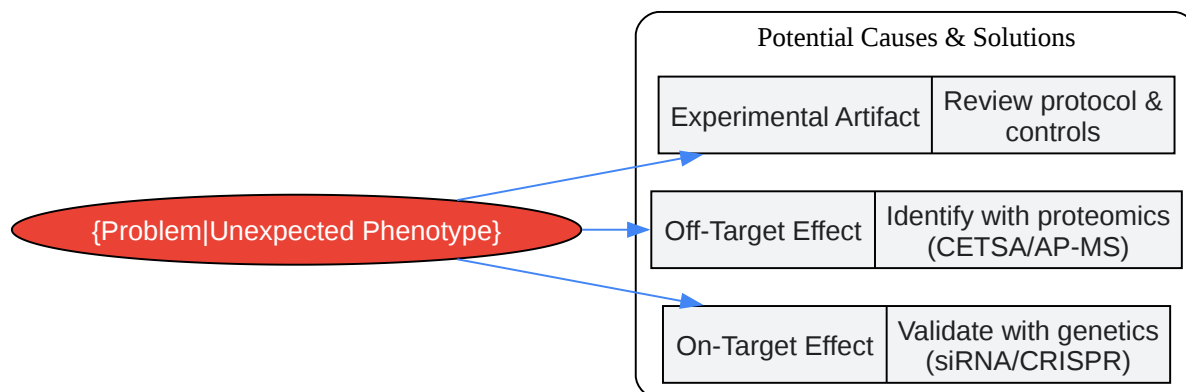 Potential Causes & Solutions
Experimental Artifact
Review protocol &
controls
{Problem|Unexpected Phenotype}
Off-Target Effect
Identify with proteomics
(CETSA/AP-MS)
On-Target Effect
Validate with genetics
(siRNA/CRISPR)